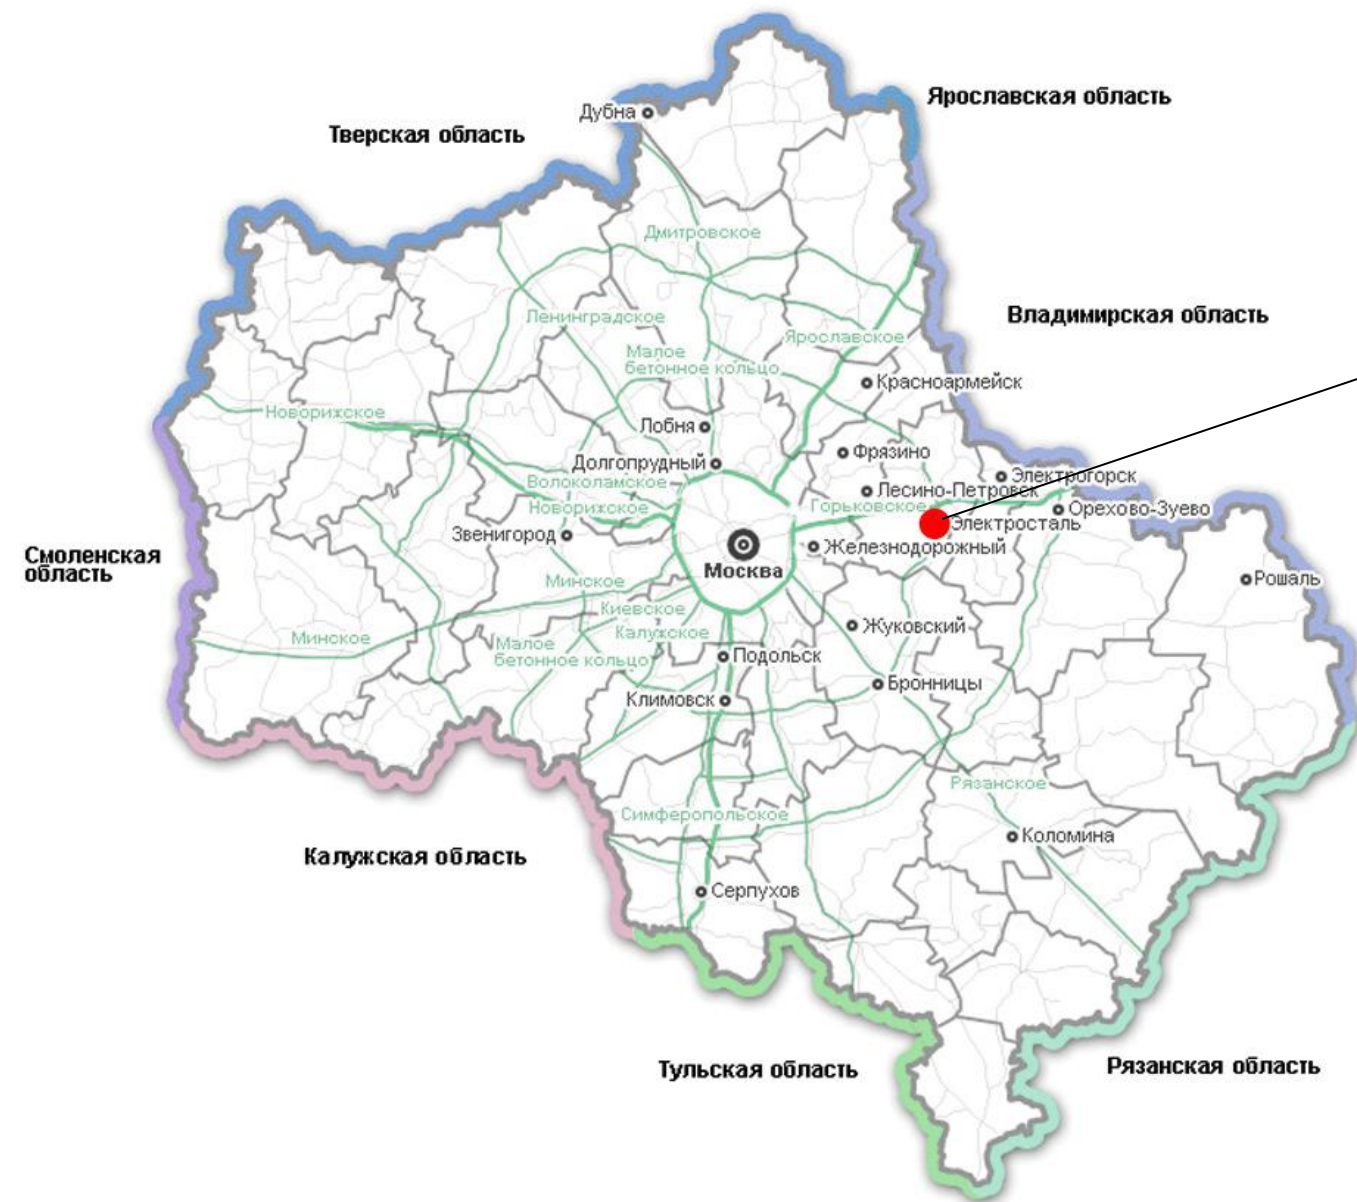 Ярославская область
Дубна
Тверская область
Дмитровское
Владимирская область
Ленинградское
Ярославское
Малое
бетонное кольцо
Красноармейск
Новорижское
Лобня
Фрязино
Долгопрудный
Электрогорск
Волоколамское
Лесино-Петровск
Новорижское
Горьковское
Орехово-Зуево
Электросталь
Звенигород
Железнодорожный
Смоленская
область
Москва
Минское
Рошаль
Киевское
Жуковский
Калужское
Минское
Малое
бетонное кольцо
Подольск
Бронницы
Климовск
Рязанское
Симферопольское
Коломина
Калужская область
Серпухов
Тульская область
Рязанская область